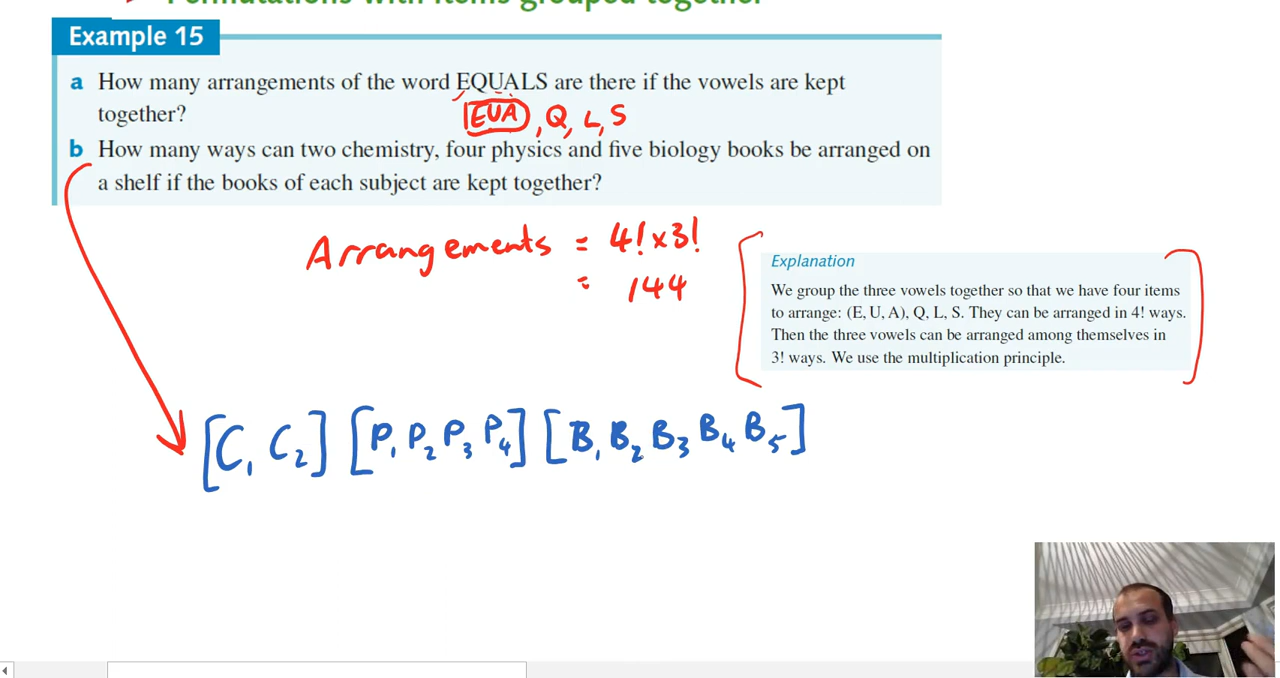 Permutations with items grouped together
Example 15
a How many arrangements of the word EQUALS are there if the vowels are kept
together?
EUA, Q, L, S
b How many ways can two chemistry, four physics and five biology books be arranged on
a shelf if the books of each subject are kept together?
Arrangements = 4! x 3!
= 144
Explanation
We group the three vowels together so that we have four items
to arrange: (E, U, A), Q, L, S. They can be arranged in 4! ways.
Then the three vowels can be arranged among themselves in
3! ways. We use the multiplication principle.
[C₁ C₂] [P₁ P₂ P₃ P₄] [B₁ B₂ B₃ B₄ B₅]